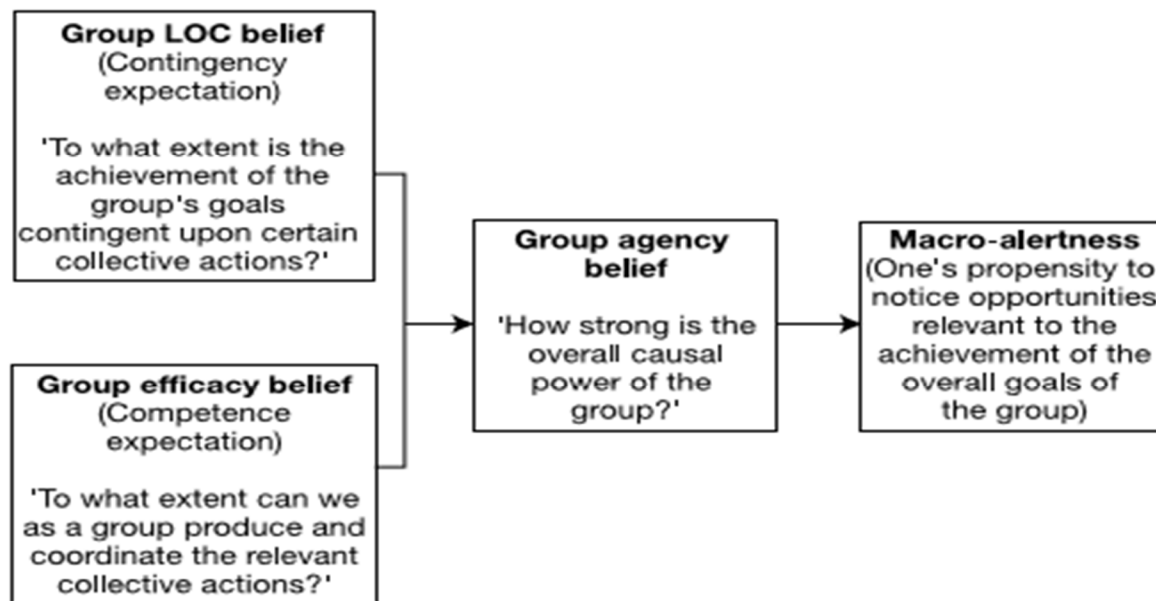 Group LOC belief
(Contingency
expectation)
'To what extent is the
achievement of the
group's goals
contingent upon certain
collective actions?'
Group efficacy belief
(Competence
expectation)
'To what extent can we
as a group produce and
coordinate the relevant
collective actions?'
Group agency
belief
'How strong is the
overall causal
power of the
group?'
Macro-alertness
(One's propensity to
notice opportunities
relevant to the
achievement of the
overall goals of
the group)